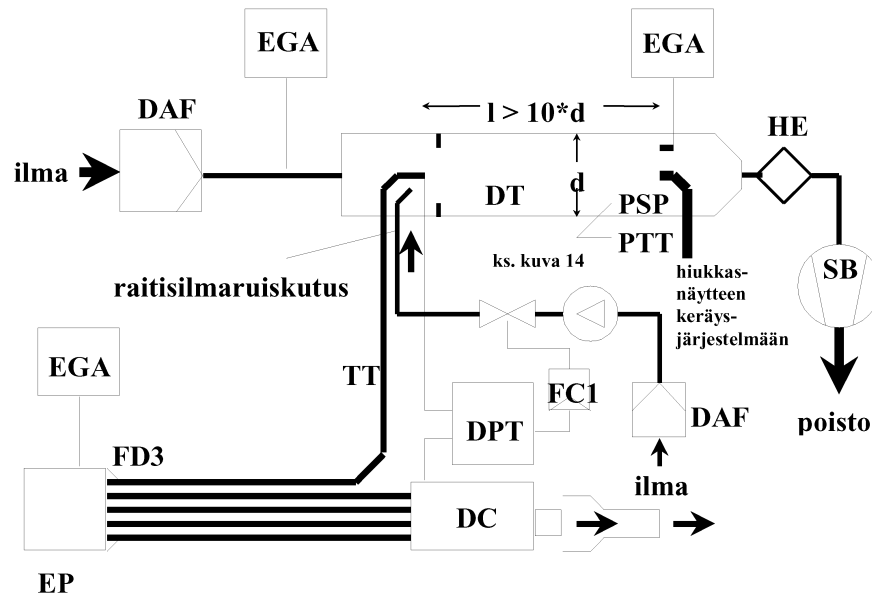 EGA
EGA
DAF
l > 10*d
HE
ilma
d
DT
PSP
PTT
SB
ks. kuva 14
hiukkas-
näytteen
keräys-
järjestelmään
raitisilmaruiskutus
EGA
TT
FC1
DAF
DPT
poisto
FD3
ilma
DC
EP